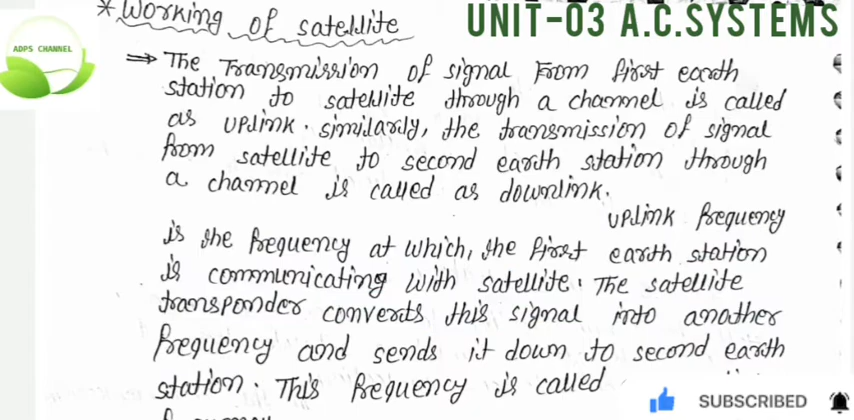 *Working of satellite
UNIT-03 A.C.SYSTEMS
ADPS CHANNEL
⇒ The Transmission of signal From first earth
station to satellite through a channel is called
as uplink. similarly, the transmission of signal
from satellite to second earth station through
a channel is called as downlink.
uplink frequency
is the frequency at which, the first earth station
is communicating with satellite. The satellite
transponder converts this signal into another
frequency and sends it down to second earth
station. This frequency is called
SUBSCRIBED